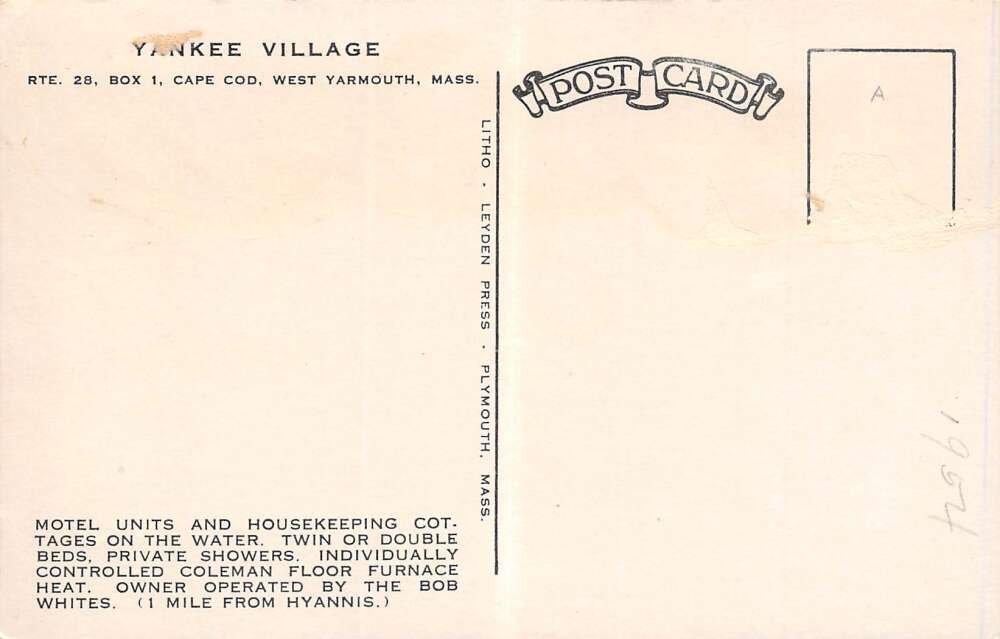 YANKEE VILLAGE
RTE. 28, BOX 1, CAPE COD, WEST YARMOUTH, MASS.
POST CARD
A
LITHO · LEYDEN PRESS · PLYMOUTH, MASS.
1954
MOTEL UNITS AND HOUSEKEEPING COT-
TAGES ON THE WATER. TWIN OR DOUBLE
BEDS, PRIVATE SHOWERS. INDIVIDUALLY
CONTROLLED COLEMAN FLOOR FURNACE
HEAT. OWNER OPERATED BY THE BOB
WHITES. (1 MILE FROM HYANNIS.)